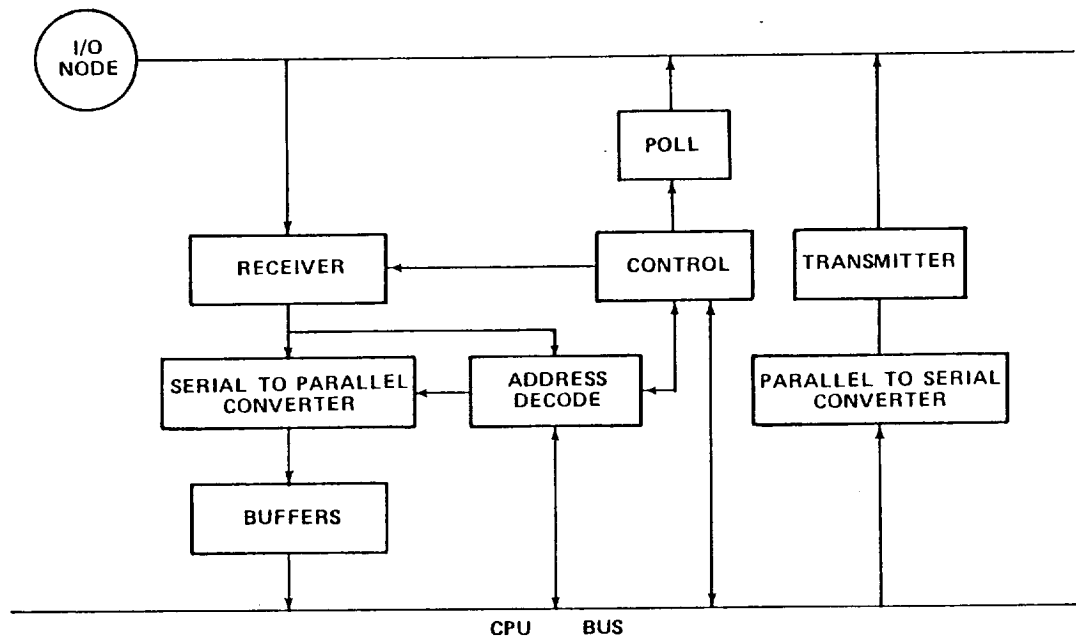 I/O
NODE
POLL
RECEIVER
CONTROL
TRANSMITTER
SERIAL TO PARALLEL
CONVERTER
ADDRESS
DECODE
PARALLEL TO SERIAL
CONVERTER
BUFFERS
CPU BUS